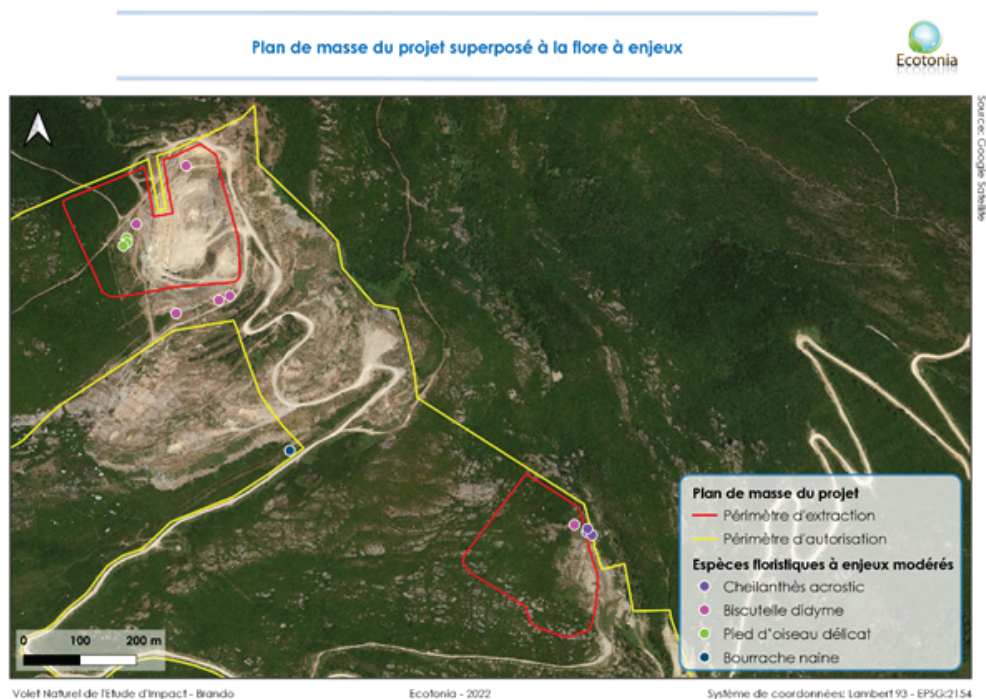 Plan de masse du projet superposé à la flore à enjeux
Ecotonia
Source: Google Satellite
Plan de masse du projet
Périmètre d'extraction
Périmètre d'autorisation
Espèces floristiques à enjeux modérés
Cheilanthès acrostic
Biscutelle didyme
Pied d'oiseau délicat
Bourrache naine
0 100 200 m
Volet Naturel de l'Etude d'Impact - Brando
Ecotonia - 2022
Système de coordonnées: Lambert 93 - EPSG:2154